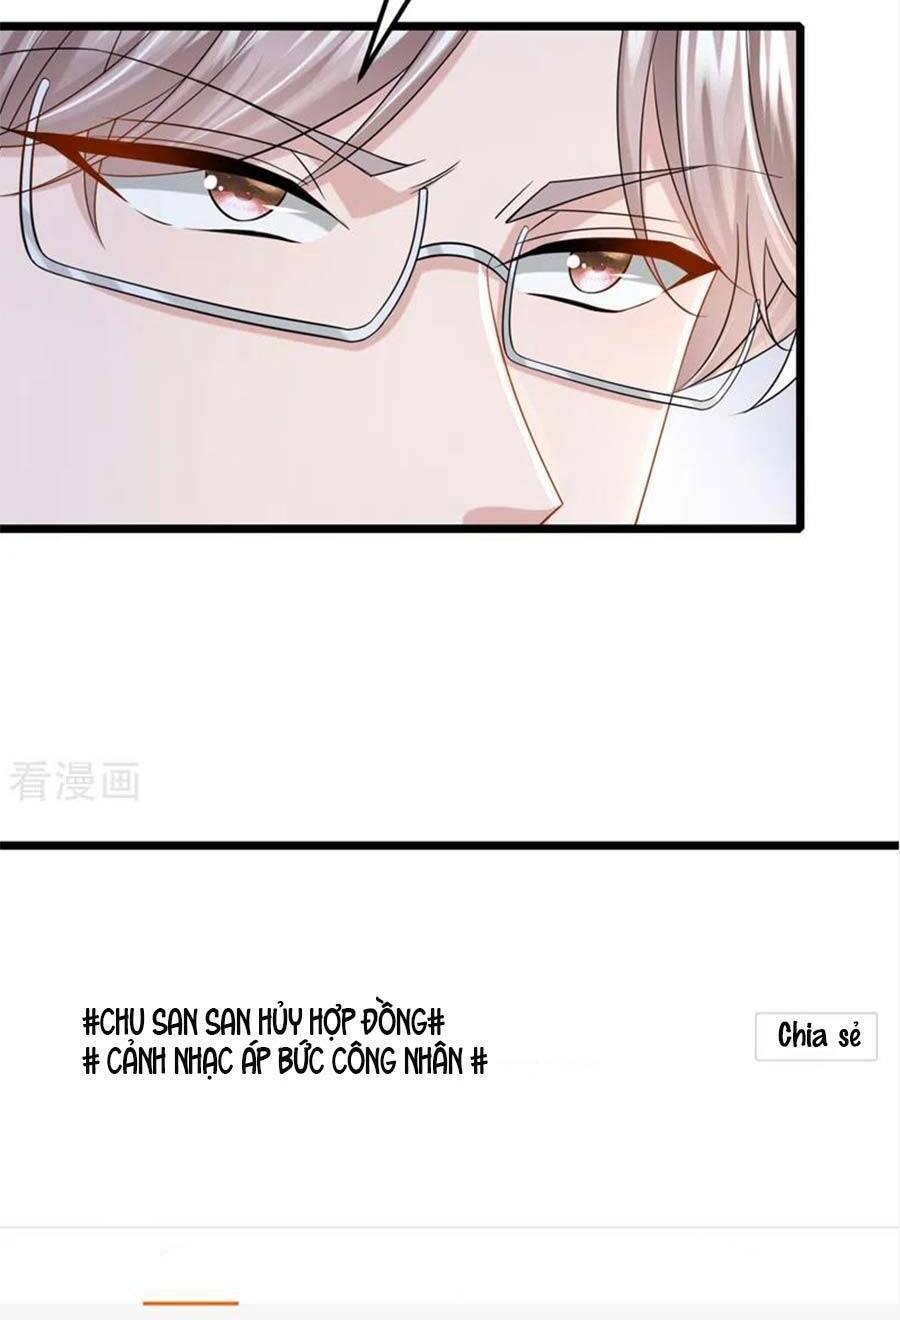 看漫画
#CHU SAN SAN HỦY HỢP ĐỒNG#
# CẢNH NHẠC ÁP BỨC CÔNG NHÂN #
Chia sẻ